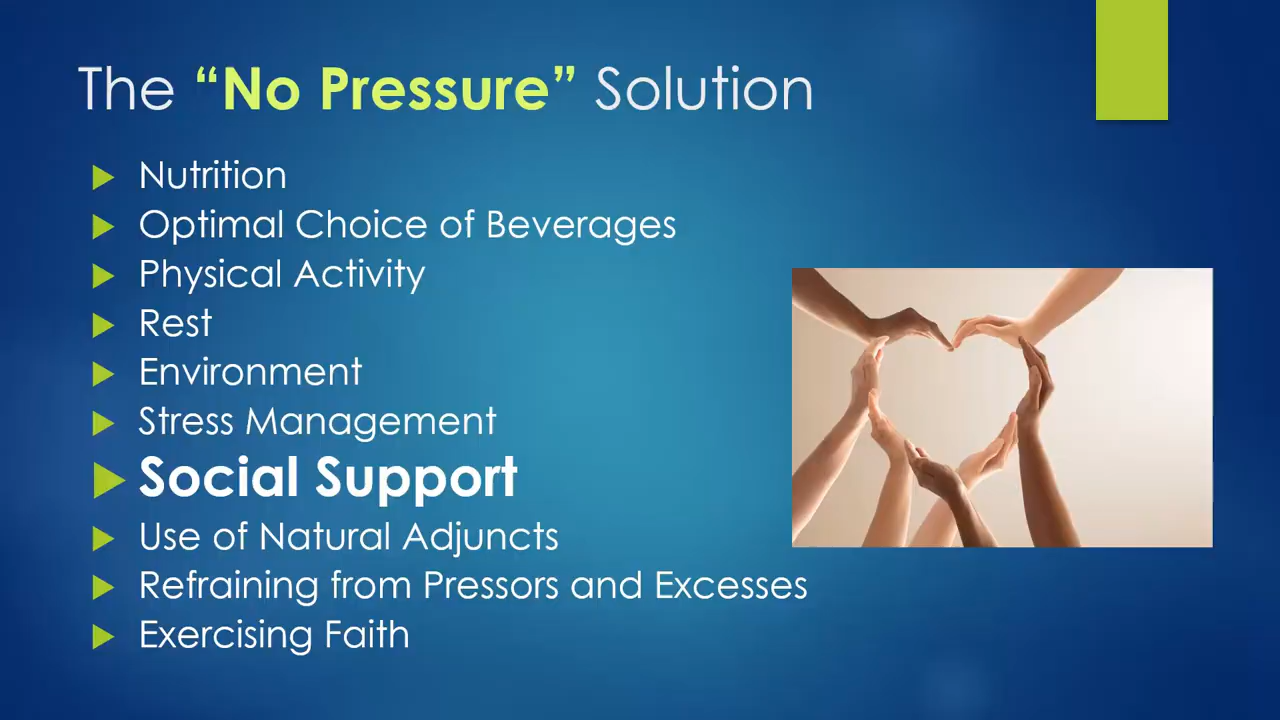 The “No Pressure” Solution
Nutrition
Optimal Choice of Beverages
Physical Activity
Rest
Environment
Stress Management
Social Support
Use of Natural Adjuncts
Refraining from Pressors and Excesses
Exercising Faith